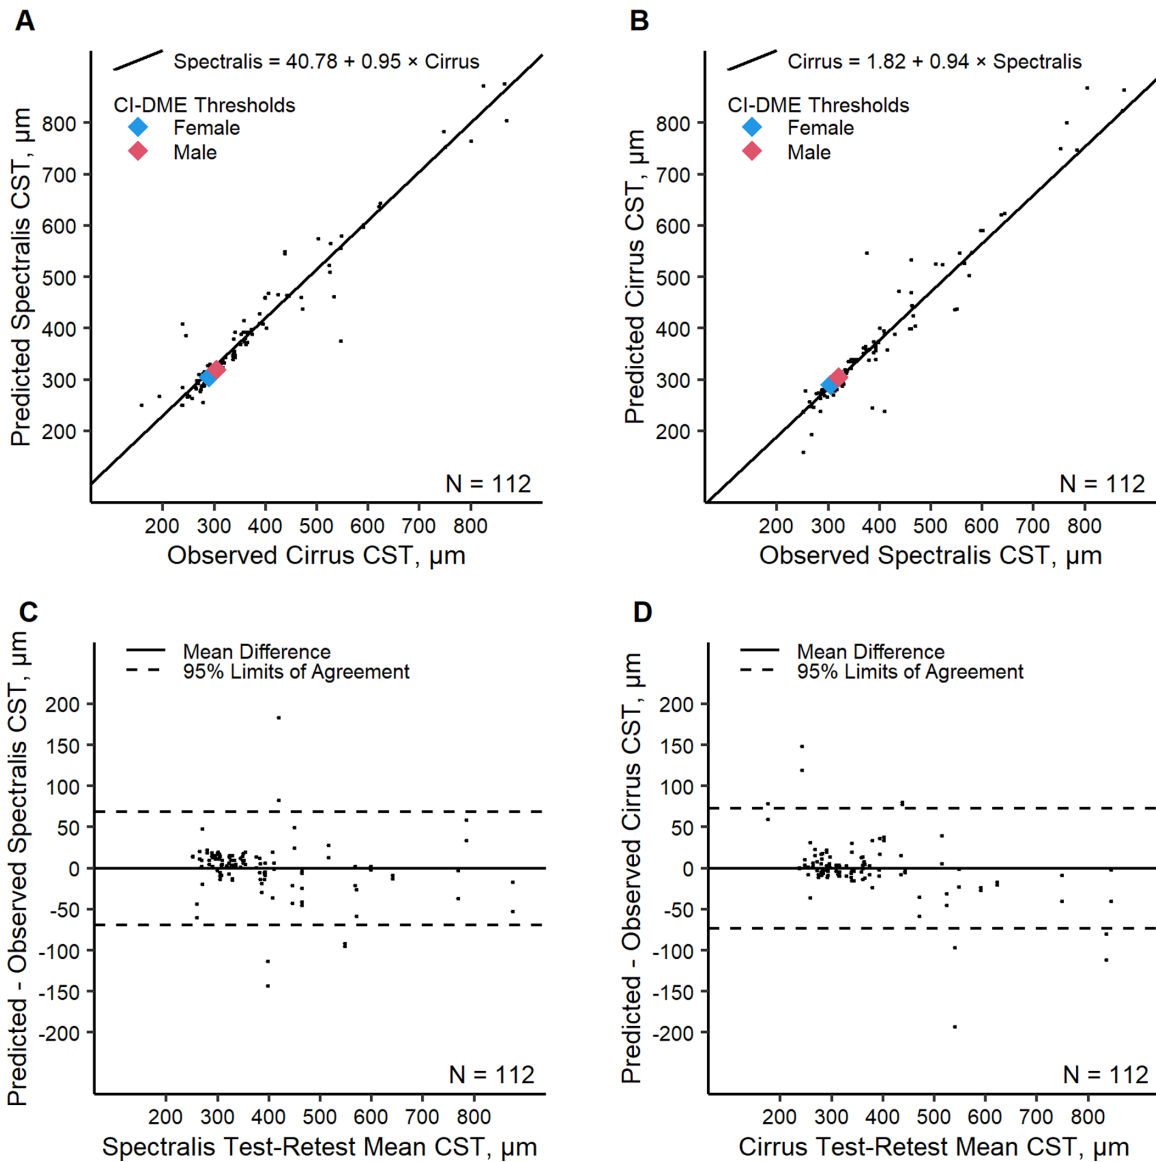 A
Spectralis = 40.78 + 0.95 × Cirrus
CI-DME Thresholds
Female
Male
800
700
600
500
400
300
200
Predicted Spectralis CST, µm
N = 112
200 300 400 500 600 700 800
Observed Cirrus CST, µm
B
Cirrus = 1.82 + 0.94 × Spectralis
CI-DME Thresholds
Female
Male
800
700
600
500
400
300
200
Predicted Cirrus CST, µm
N = 112
200 300 400 500 600 700 800
Observed Spectralis CST, µm
C
Mean Difference
95% Limits of Agreement
200
150
100
50
0
-50
-100
-150
-200
Predicted - Observed Spectralis CST, µm
N = 112
200 300 400 500 600 700 800
Spectralis Test-Retest Mean CST, µm
D
Mean Difference
95% Limits of Agreement
200
150
100
50
0
-50
-100
-150
-200
Predicted - Observed Cirrus CST, µm
N = 112
200 300 400 500 600 700 800
Cirrus Test-Retest Mean CST, µm